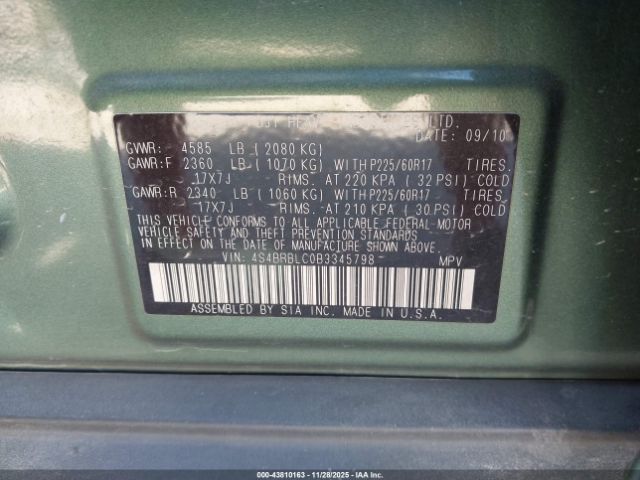 LTD.
DATE: 09/10
GVWR: 4585 LB (2080 KG)
GAWR:F 2360 LB (1070 KG) WITH P225/60R17 TIRES.
17X7J RIMS. AT 220 KPA (32 PSI) COLD
GAWR:R 2340 LB (1060 KG) WITH P225/60R17 TIRES.
17X7J RIMS. AT 210 KPA (30 PSI) COLD
THIS VEHICLE CONFORMS TO ALL APPLICABLE FEDERAL MOTOR
VEHICLE SAFETY AND THEFT PREVENTION STANDARDS
IN EFFECT ON THE DATE OF MANUFACTURE SHOWN ABOVE.
VIN: 4S4BRBLC0B3345798 MPV
ASSEMBLED BY SIA INC. MADE IN U.S.A.
000-43810163 - 11/28/2025 - IAA, Inc.